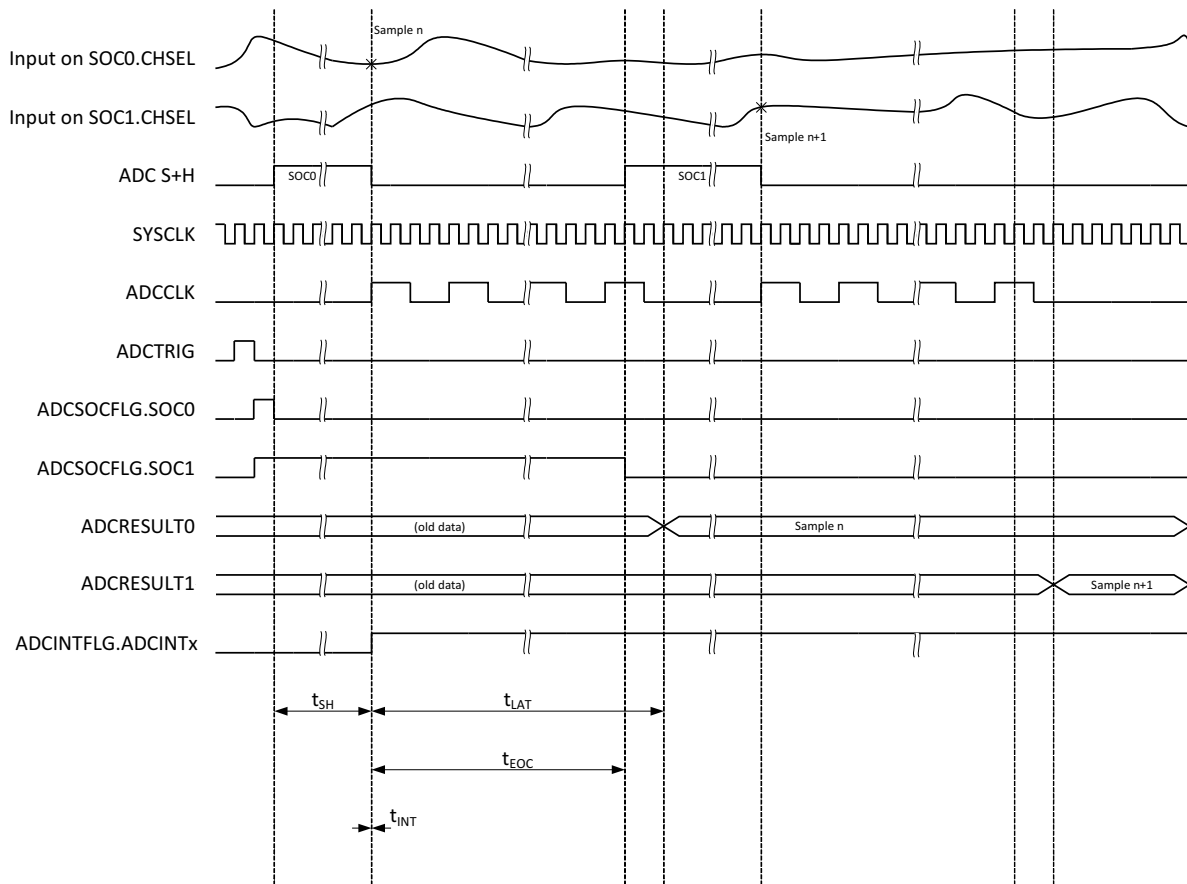 Sample n
Input on SOC0.CHSEL
Input on SOC1.CHSEL
Sample n+1
ADC S+H
SOC0
SOC1
SYSCLK
ADCCLK
ADCTRIG
ADCSOCFLG.SOC0
ADCSOCFLG.SOC1
ADCRESULT0
(old data)
Sample n
ADCRESULT1
(old data)
Sample n+1
ADCINTFLG.ADCINTx
tSH
tLAT
tEOC
tINT